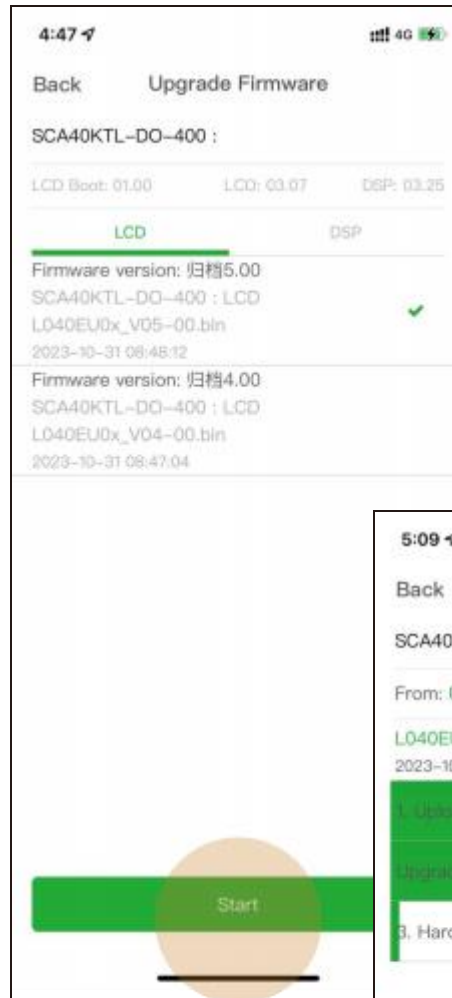 4:47
4G
Back Upgrade Firmware
SCA40KTL-DO-400 :
LCD Boot: 01.00 LCD: 03.07 DSP: 03.25
LCD DSP
Firmware version: 归档5.00
SCA40KTL-DO-400 : LCD
L040EU0x_V05-00.bin
2023-10-31 08:48:12
Firmware version: 归档4.00
SCA40KTL-DO-400 : LCD
L040EU0x_V04-00.bin
2023-10-31 08:47:04
Start
5:09
Back
SCA40
From:
L040E
2023-1
1. Uplo
Upgrad
3. Hard